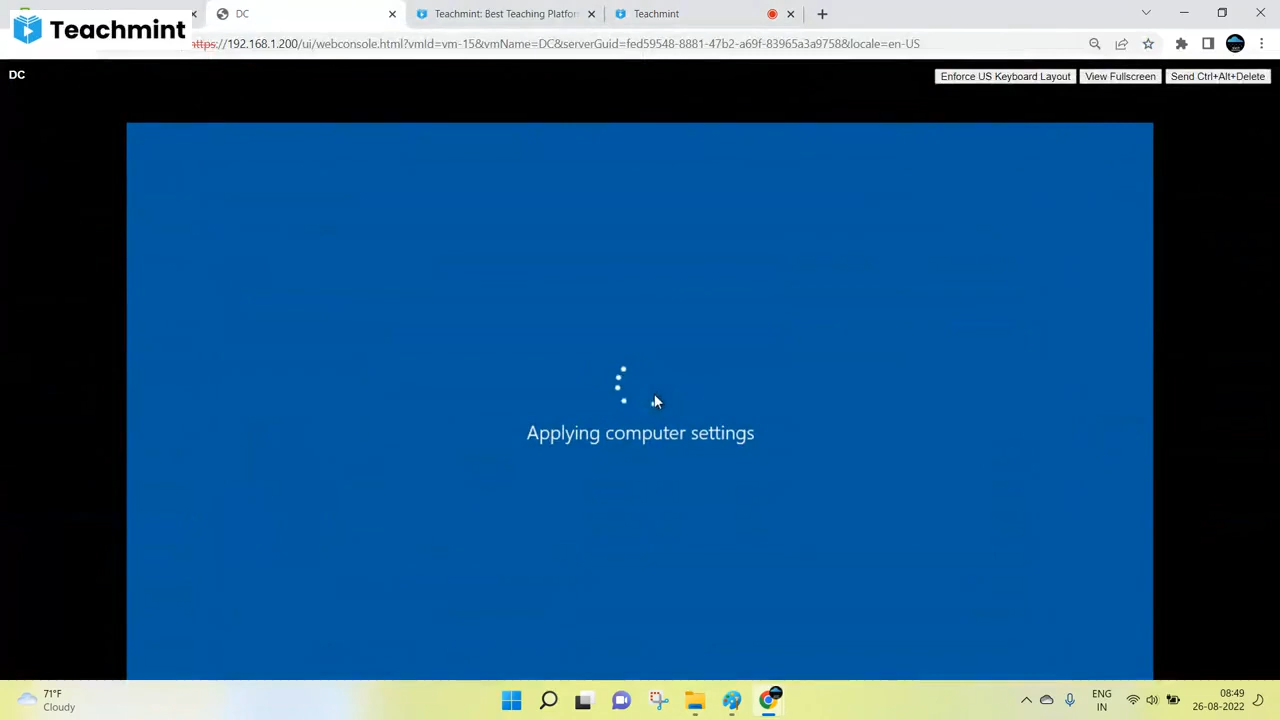 Teachmint
DC
Teachmint: Best Teaching Platfor
Teachmint
https://192.168.1.200/ui/webconsole.html?vmId=vm-15&vmName=DC&serverGuid=fed59548-8881-47b2-a69f-83965a3a9758&locale=en-US
DC
Enforce US Keyboard Layout
View Fullscreen
Send Ctrl+Alt+Delete
Applying computer settings
71°F
Cloudy
ENG
IN
08:49
26-08-2022